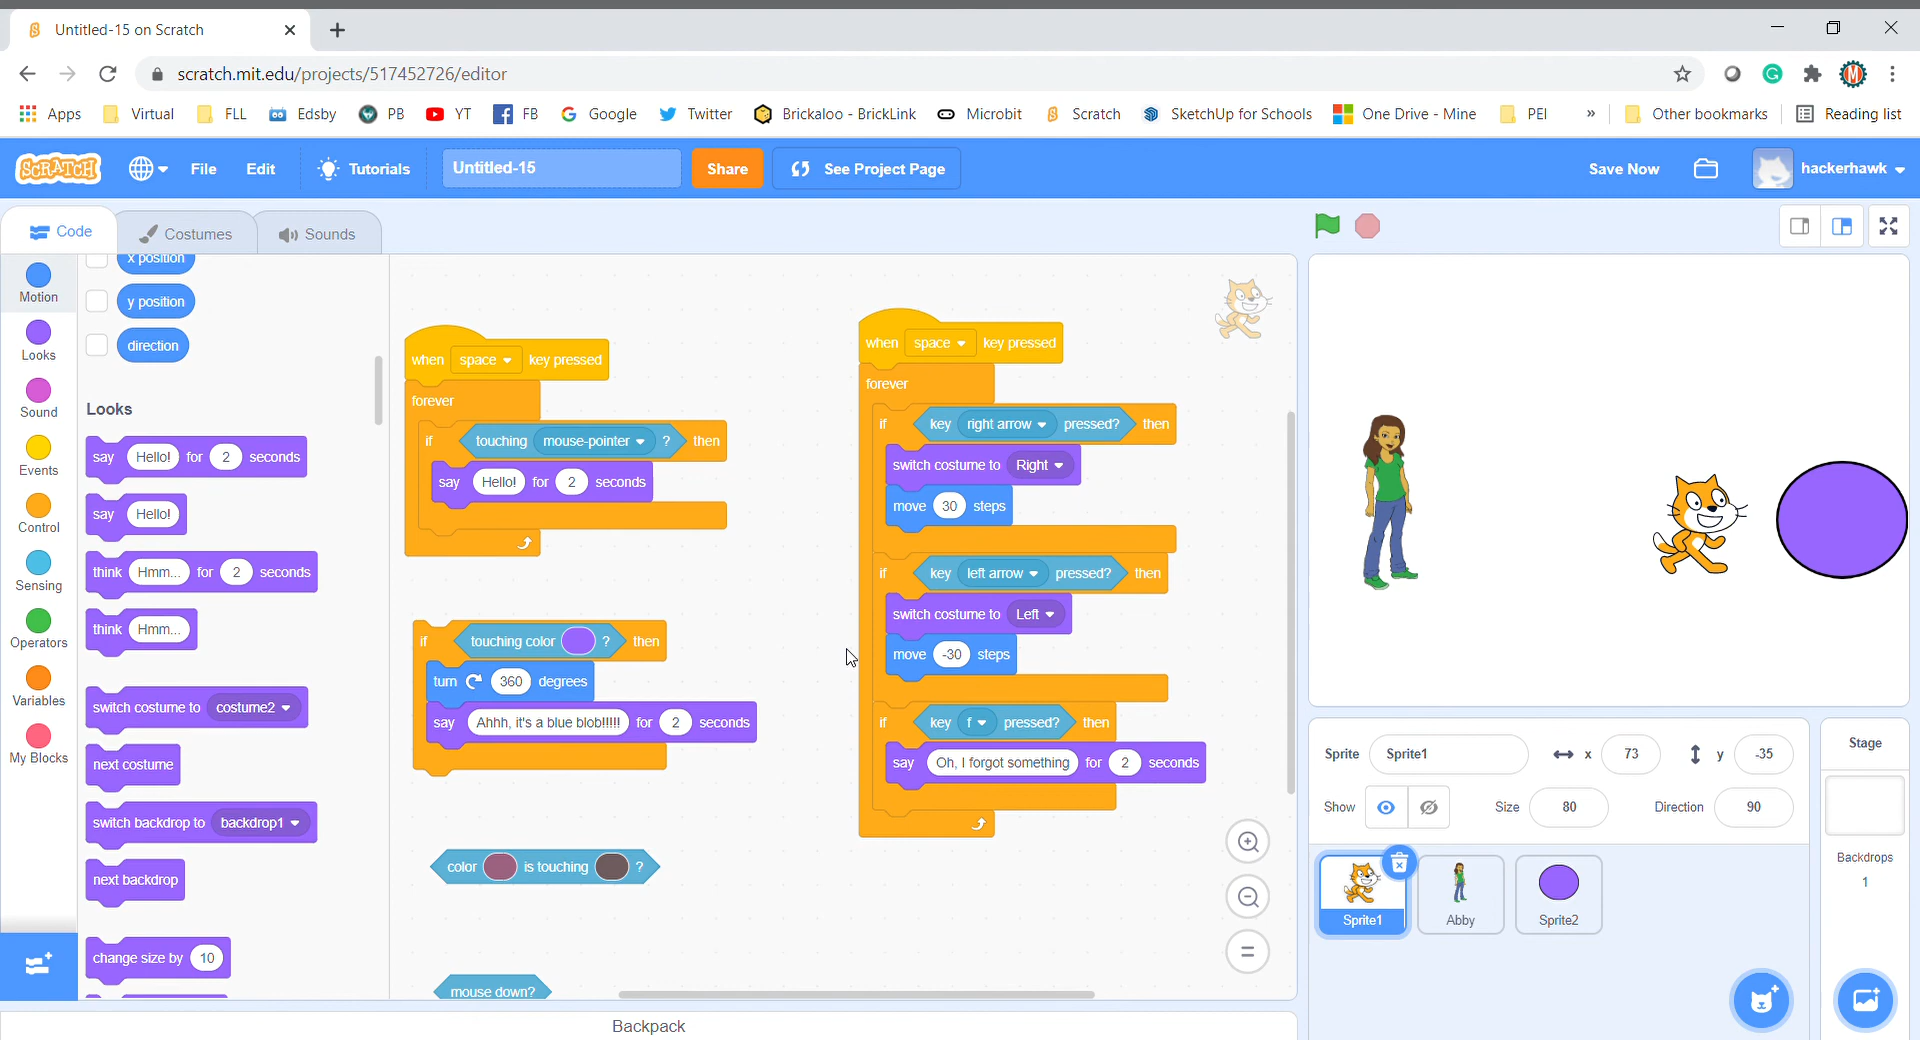 Untitled-15 on Scratch
scratch.mit.edu/projects/517452726/editor
Apps Virtual FLL Edsby PB YT FB Google Twitter Brickaloo - BrickLink Microbit Scratch SketchUp for Schools One Drive - Mine PEI » Other bookmarks Reading list
SCRATCH File Edit Tutorials Untitled-15 Share See Project Page Save Now hackerhawk
Code Costumes Sounds
Motion
Looks
Sound
Events
Control
Sensing
Operators
Variables
My Blocks
x position
y position
direction
Looks
say Hello! for 2 seconds
say Hello!
think Hmm... for 2 seconds
think Hmm...
switch costume to costume2
next costume
switch backdrop to backdrop1
next backdrop
change size by 10
when space key pressed
forever
if touching mouse-pointer ? then
say Hello! for 2 seconds
if touching color ? then
turn 360 degrees
say Ahhh, it's a blue blob!!!!! for 2 seconds
color is touching ?
mouse down?
when space key pressed
forever
if key right arrow pressed? then
switch costume to Right
move 30 steps
if key left arrow pressed? then
switch costume to Left
move -30 steps
if key f pressed? then
say Oh, I forgot something for 2 seconds
Backpack
Sprite Sprite1 x 73 y -35
Show Size 80 Direction 90
Sprite1 Abby Sprite2
Stage
Backdrops
1